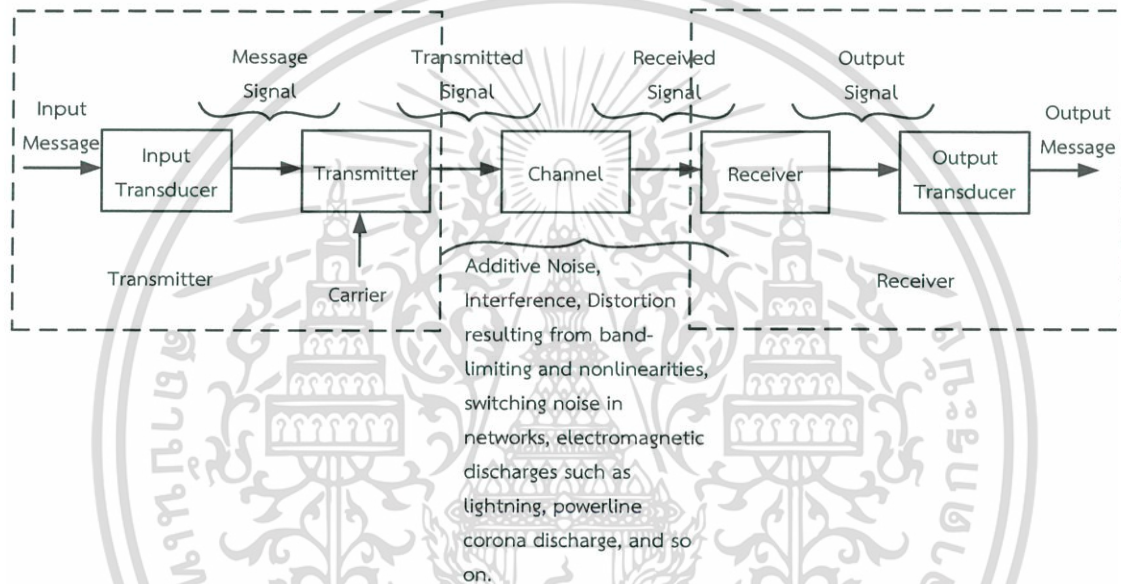 Message
Signal
Transmitted
Signal
Received
Signal
Output
Signal
Input
Message
Output
Message
Input
Transducer
Transmitter
Channel
Receiver
Output
Transducer
Transmitter
Carrier
Receiver
Additive Noise,
Interference, Distortion
resulting from band-
limiting and nonlinearities,
switching noise in
networks, electromagnetic
discharges such as
lightning, powerline
corona discharge, and so
on.